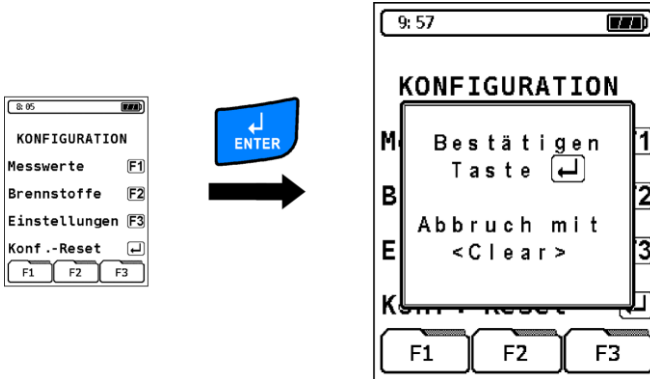 8:05
KONFIGURATION
Messwerte F1
Brennstoffe F2
Einstellungen F3
Konf.-Reset ↵
F1 F2 F3
↵
ENTER
9:57
KONFIGURATION
Bestätigen
Taste ↵
Abbruch mit
<Clear>
F1 F2 F3